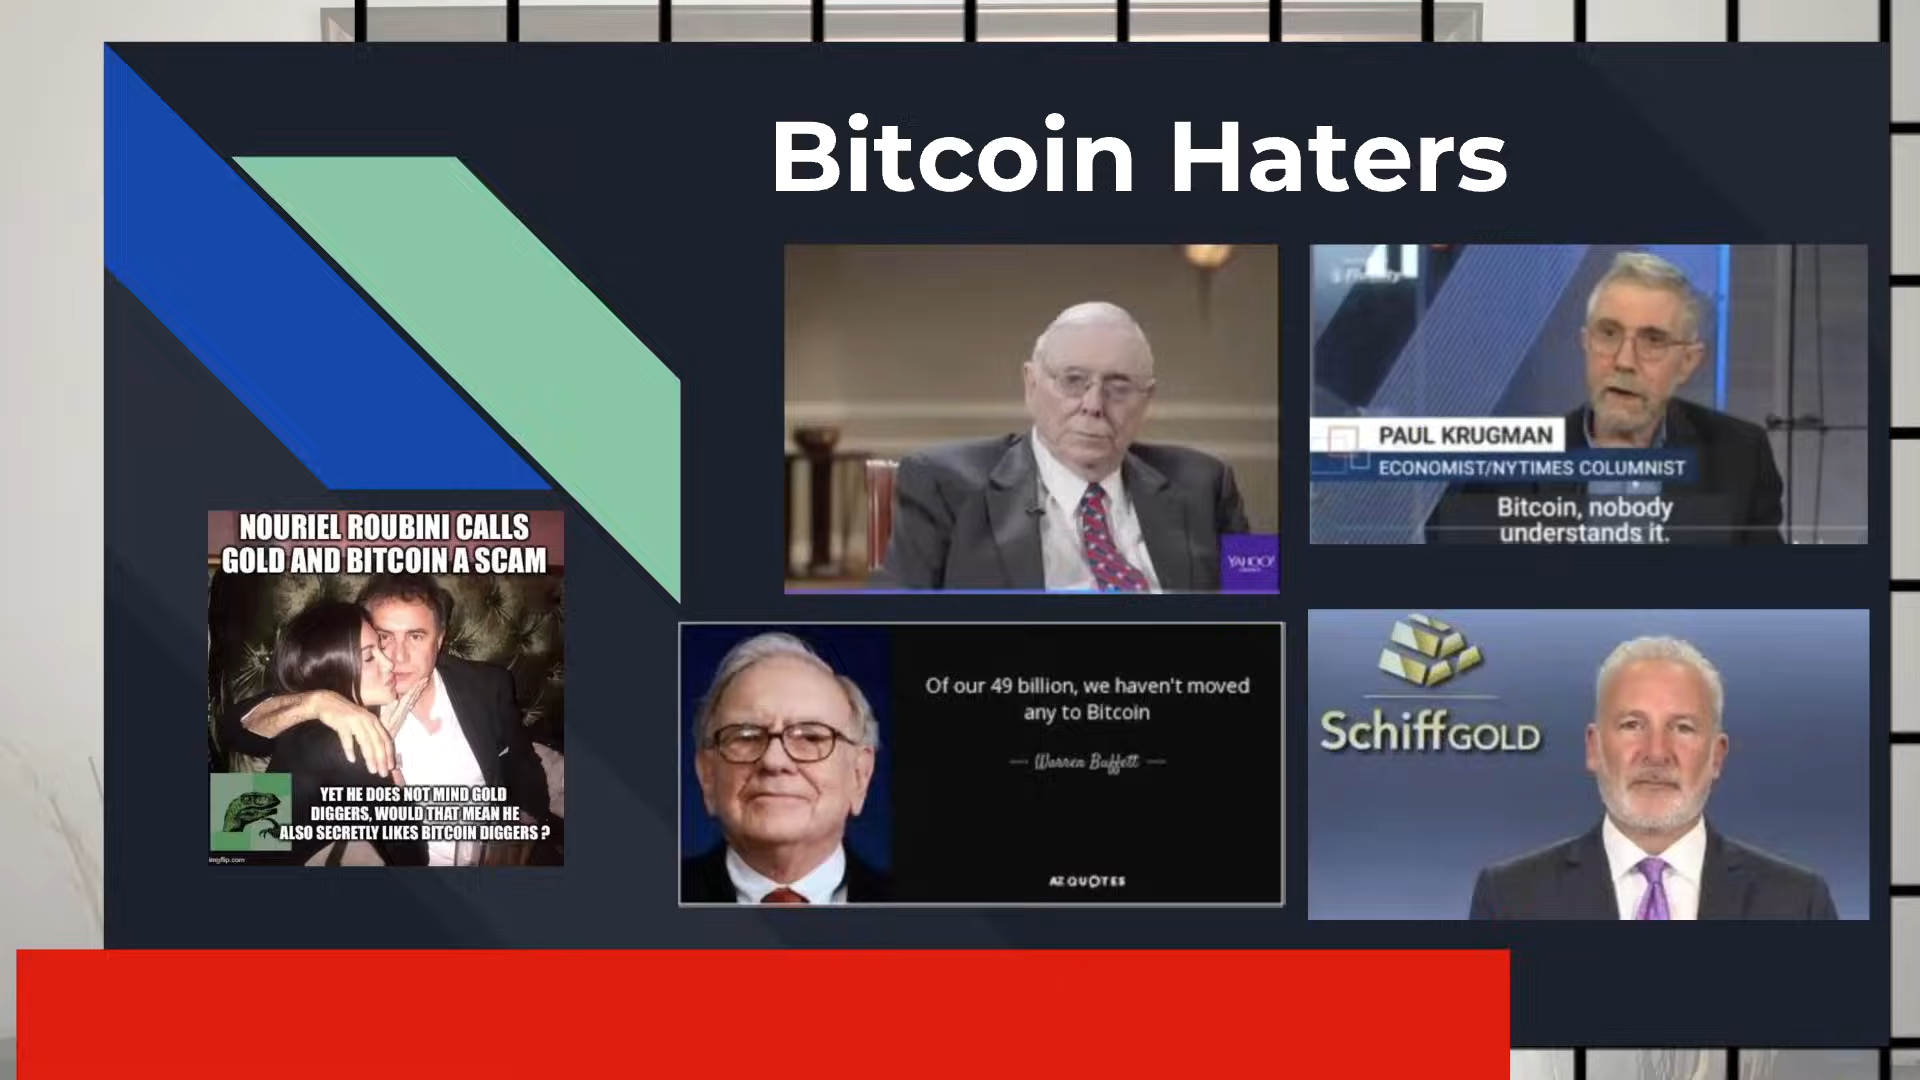 Bitcoin Haters
PAUL KRUGMAN
ECONOMIST/NYTIMES COLUMNIST
Bitcoin, nobody
understands it.
YAHOO!
NOURIEL ROUBINI CALLS
GOLD AND BITCOIN A SCAM
YET HE DOES NOT MIND GOLD
DIGGERS, WOULD THAT MEAN HE
ALSO SECRETLY LIKES BITCOIN DIGGERS ?
imgflip.com
Of our 49 billion, we haven't moved
any to Bitcoin
— Warren Buffett —
AZ QUOTES
SchiffGOLD